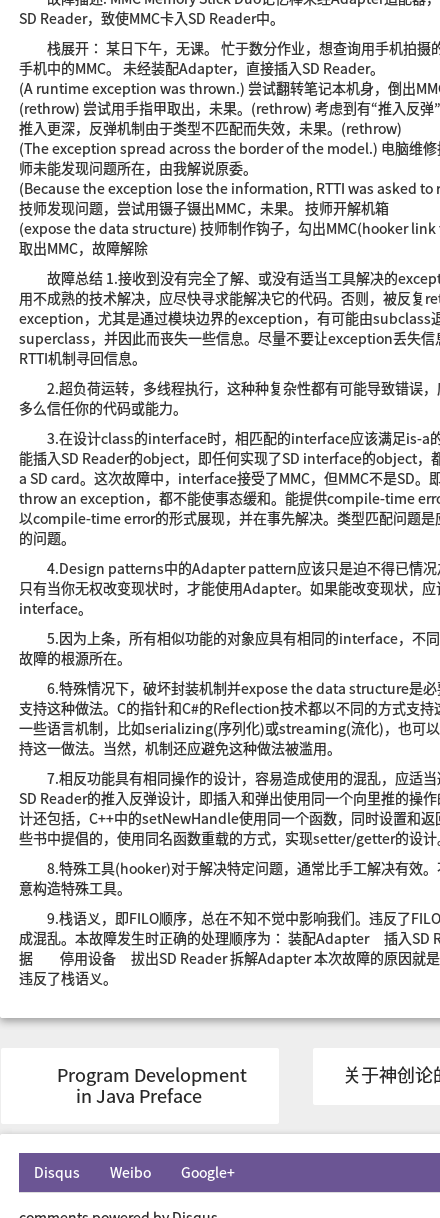 SD Reader，致使MMC卡入SD Reader中。
栈展开： 某日下午，无课。 忙于数分作业，想查询用手机拍摄的
手机中的MMC。 未经装配Adapter，直接插入SD Reader。
(A runtime exception was thrown.) 尝试翻转笔记本机身，倒出MMC
(rethrow) 尝试用手指甲取出，未果。(rethrow) 考虑到有“推入反弹”
推入更深，反弹机制由于类型不匹配而失效，未果。(rethrow)
(The exception spread across the border of the model.) 电脑维修
师未能发现问题所在，由我解说原委。
(Because the exception lose the information, RTTI was asked to
技师发现问题，尝试用镊子镊出MMC，未果。 技师开解机箱
(expose the data structure) 技师制作钩子，勾出MMC(hooker link
取出MMC，故障解除
故障总结 1.接收到没有完全了解、或没有适当工具解决的except
用不成熟的技术解决，应尽快寻求能解决它的代码。否则，被反复ret
exception，尤其是通过模块边界的exception，有可能由subclass退
superclass，并因此而丧失一些信息。尽量不要让exception丢失信
RTTI机制寻回信息。
2.超负荷运转，多线程执行，这种种复杂性都有可能导致错误，
多么信任你的代码或能力。
3.在设计class的interface时，相匹配的interface应该满足is-a的
能插入SD Reader的object，即任何实现了SD interface的object，都
a SD card。这次故障中，interface接受了MMC，但MMC不是SD。即
throw an exception，都不能使事态缓和。能提供compile-time erro
以compile-time error的形式展现，并在事先解决。类型匹配问题是
的问题。
4.Design patterns中的Adapter pattern应该只是迫不得已情况
只有当你无权改变现状时，才能使用Adapter。如果能改变现状，应
interface。
5.因为上条，所有相似功能的对象应具有相同的interface，不同
故障的根源所在。
6.特殊情况下，破坏封装机制并expose the data structure是必
支持这种做法。C的指针和C#的Reflection技术都以不同的方式支持
一些语言机制，比如serializing(序列化)或streaming(流化)，也可以
持这一做法。当然，机制还应避免这种做法被滥用。
7.相反功能具有相同操作的设计，容易造成使用的混乱，应适当
SD Reader的推入反弹设计，即插入和弹出使用同一个向里推的操作
计还包括，C++中的setNewHandle使用同一个函数，同时设置和返
些书中提倡的，使用同名函数重载的方式，实现setter/getter的设计。
8.特殊工具(hooker)对于解决特定问题，通常比手工解决有效。
意构造特殊工具。
9.栈语义，即FILO顺序，总在不知不觉中影响我们。违反了FILO
成混乱。本故障发生时正确的处理顺序为： 装配Adapter 插入SD R
据 停用设备 拔出SD Reader 拆解Adapter 本次故障的原因就是
违反了栈语义。
Program Development
in Java Preface
关于神创论的
Disqus Weibo Google+
comments powered by Disqus